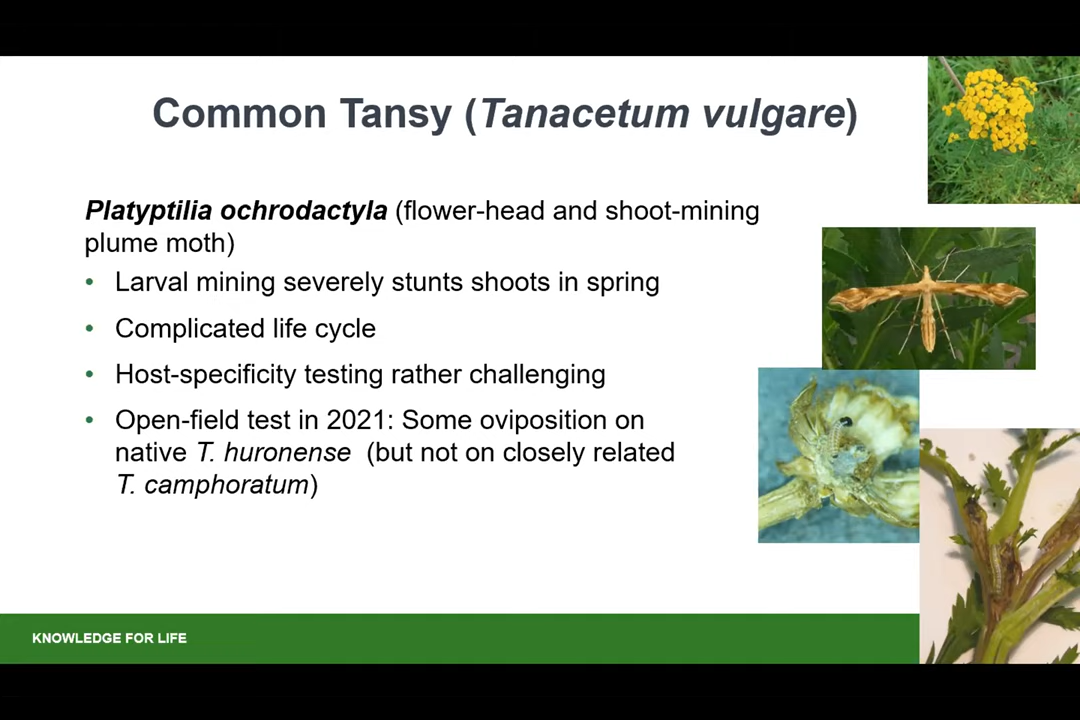 Common Tansy (Tanacetum vulgare)
Platyptilia ochrodactyla (flower-head and shoot-mining
plume moth)
• Larval mining severely stunts shoots in spring
• Complicated life cycle
• Host-specificity testing rather challenging
• Open-field test in 2021: Some oviposition on
native T. huronense (but not on closely related
T. camphoratum)
KNOWLEDGE FOR LIFE